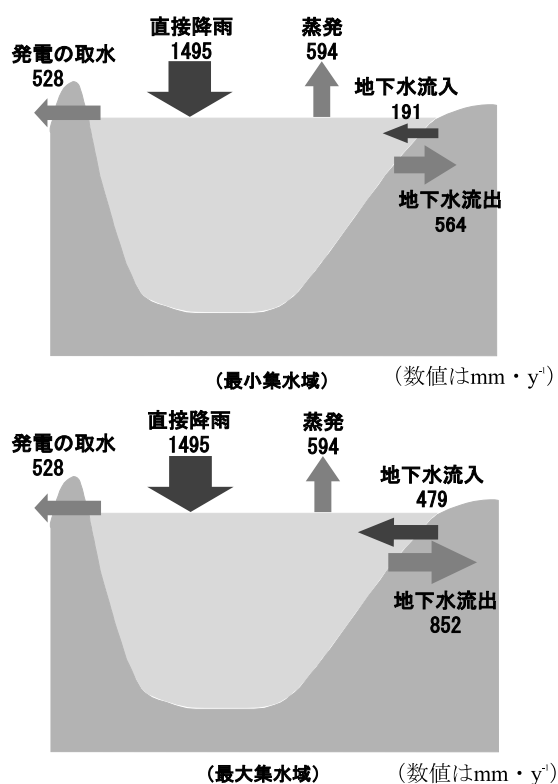 直接降雨
1495
蒸発
594
発電の取水
528
地下水流入
191
地下水流出
564
(最小集水域)
(数値はmm・y⁻¹)
直接降雨
1495
蒸発
594
発電の取水
528
地下水流入
479
地下水流出
852
(最大集水域)
(数値はmm・y⁻¹)